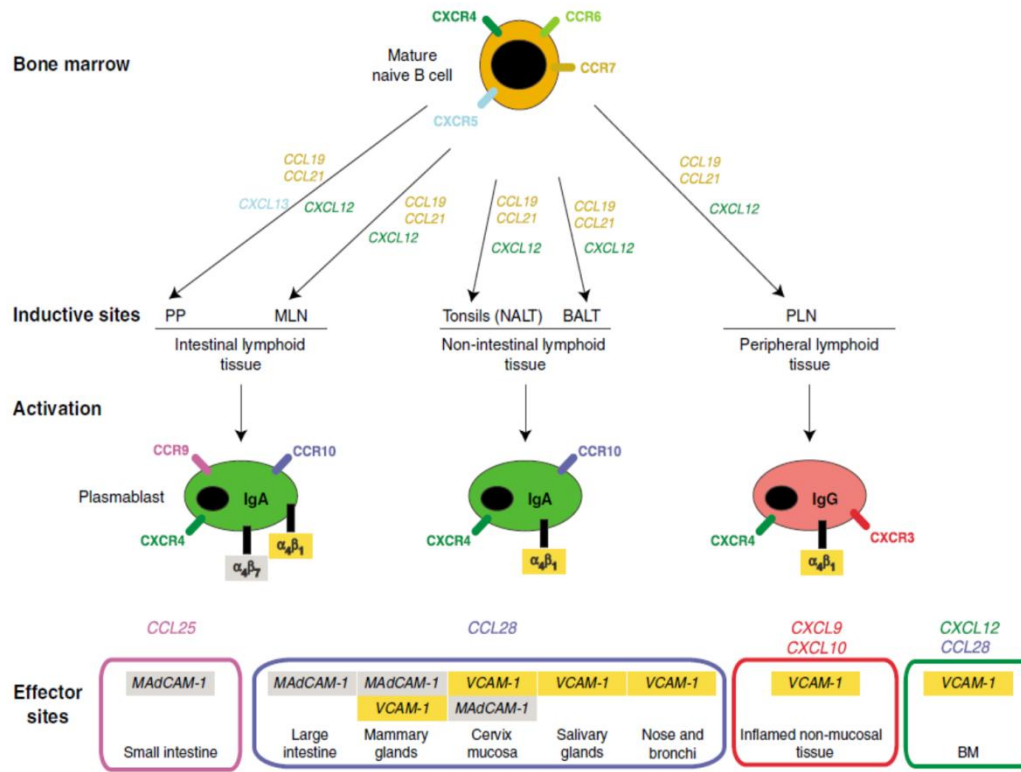 CXCR4
CCR6
Bone marrow
Mature
naive B cell
CCR7
CXCR5
CCL19
CCL21
CXCL13
CXCL12
CCL19
CCL21
CXCL12
CCL19
CCL21
CXCL12
CCL19
CCL21
CXCL12
CCL19
CCL21
CXCL12
Inductive sites
PP MLN
Intestinal lymphoid
tissue
Tonsils (NALT) BALT
Non-intestinal lymphoid
tissue
PLN
Peripheral lymphoid
tissue
Activation
Plasmablast
CCR9
CCR10
IgA
CXCR4
α4β7
α4β1
CCR10
IgA
CXCR4
α4β1
IgG
CXCR4
CXCR3
α4β1
Effector
sites
CCL25
MAdCAM-1
Small intestine
CCL28
MAdCAM-1 MAdCAM-1 VCAM-1 VCAM-1 VCAM-1
VCAM-1 MAdCAM-1
Large
intestine
Mammary
glands
Cervix
mucosa
Salivary
glands
Nose and
bronchi
CXCL9
CXCL10
VCAM-1
Inflamed non-mucosal
tissue
CXCL12
CCL28
VCAM-1
BM